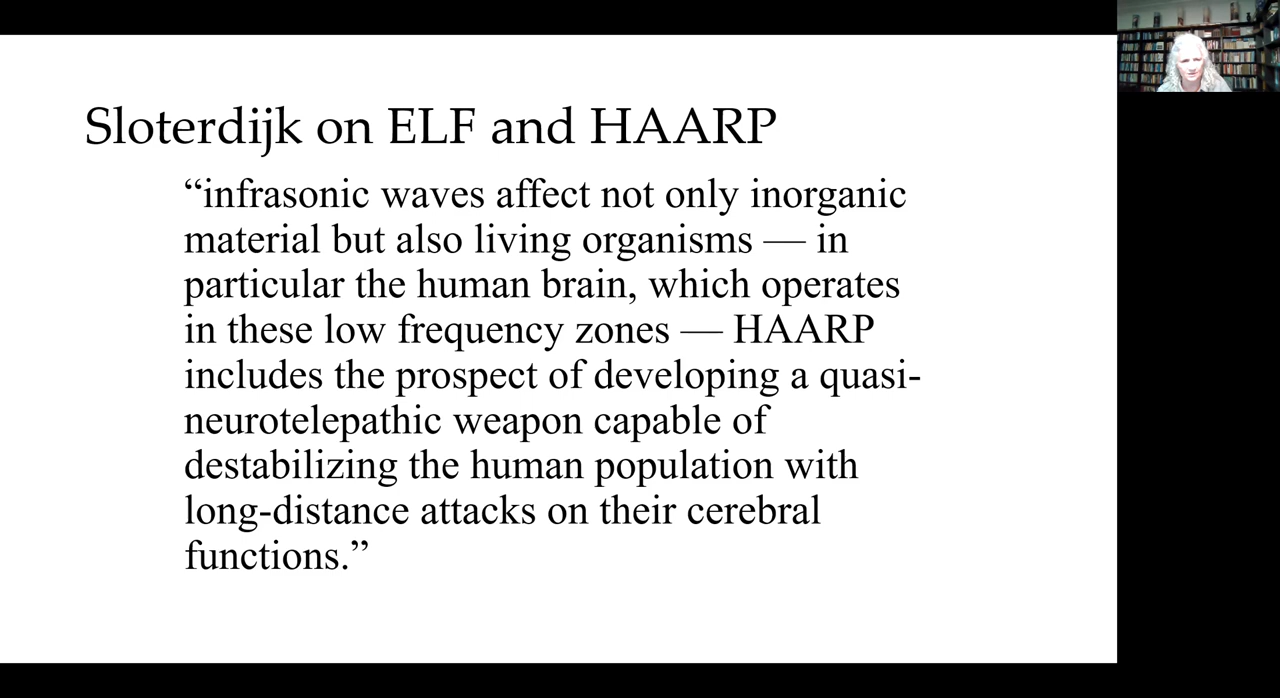 Sloterdijk on ELF and HAARP
“infrasonic waves affect not only inorganic
material but also living organisms — in
particular the human brain, which operates
in these low frequency zones — HAARP
includes the prospect of developing a quasi-
neurotelepathic weapon capable of
destabilizing the human population with
long-distance attacks on their cerebral
functions.”